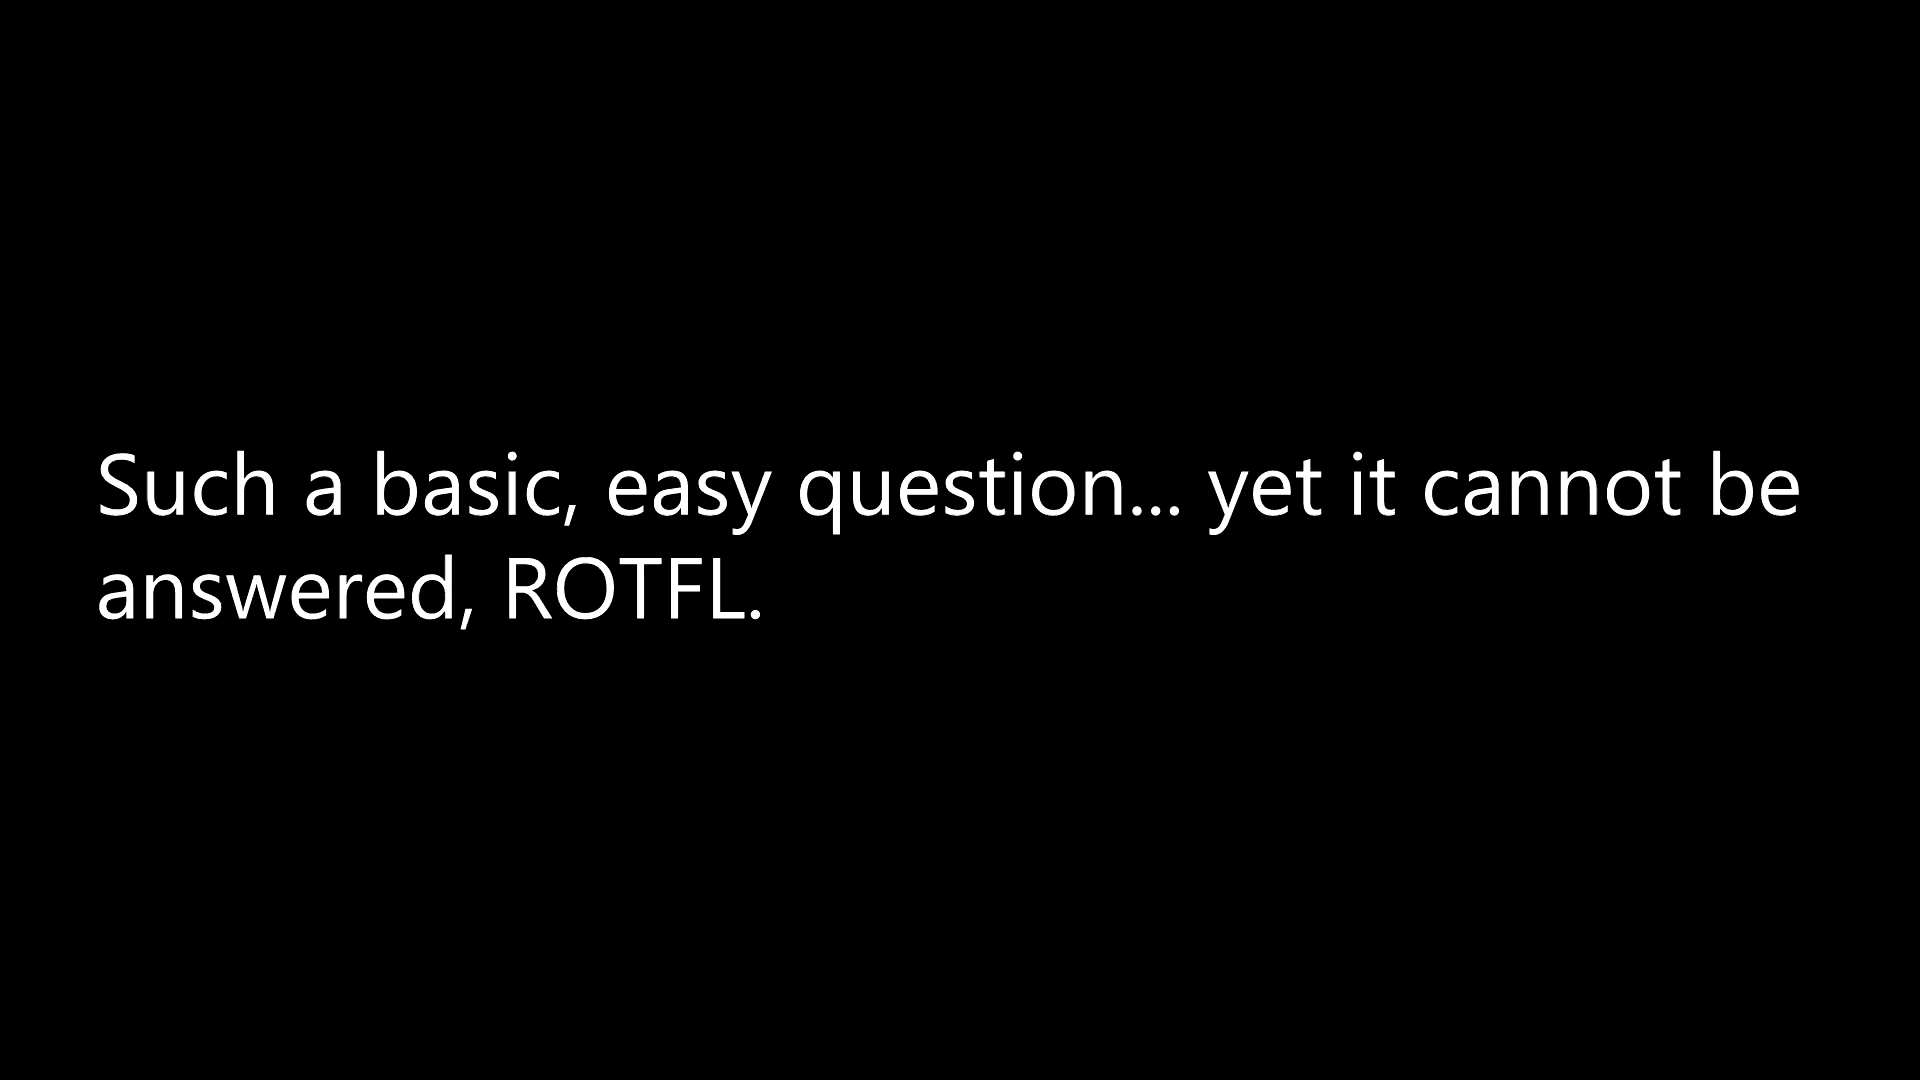 Such a basic, easy question... yet it cannot be
answered, ROTFL.